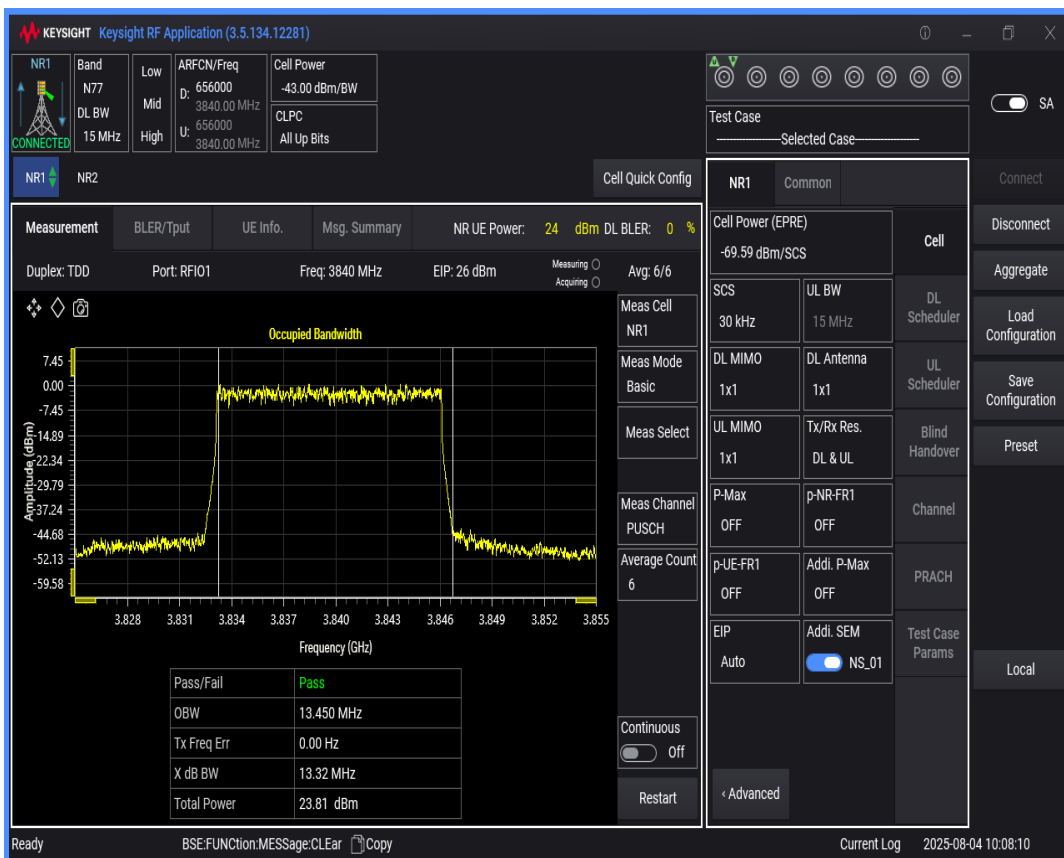 KEYSIGHT Keysight RF Application (3.5.134.12281)
NR1
CONNECTED
Band
N77
DL BW
15 MHz
Low
Mid
High
ARFCN/Freq
D: 656000
3840.00 MHz
U: 656000
3840.00 MHz
Cell Power
-43.00 dBm/BW
CLPC
All Up Bits
Test Case
Selected Case
SA
NR1
NR2
Cell Quick Config
Measurement BLER/Tput UE Info. Msg. Summary NR UE Power: 24 dBm DL BLER: 0 %
Duplex: TDD Port: RFIO1 Freq: 3840 MHz EIP: 26 dBm Measuring Acquiring Avg: 6/6
Occupied Bandwidth
Amplitude (dBm)
7.45
0.00
-7.45
-14.89
-22.34
-29.79
-37.24
-44.68
-52.13
-59.58
3.828 3.831 3.834 3.837 3.840 3.843 3.846 3.849 3.852 3.855
Frequency (GHz)
Pass/Fail Pass
OBW 13.450 MHz
Tx Freq Err 0.00 Hz
X dB BW 13.32 MHz
Total Power 23.81 dBm
Meas Cell
NR1
Meas Mode
Basic
Meas Select
Meas Channel
PUSCH
Average Count
6
Continuous
Off
Restart
NR1 Common
Cell Power (EPRE)
-69.59 dBm/SCS
SCS
30 kHz
UL BW
15 MHz
DL MIMO
1x1
DL Antenna
1x1
UL MIMO
1x1
Tx/Rx Res.
DL & UL
P-Max
OFF
p-NR-FR1
OFF
p-UE-FR1
OFF
Addi. P-Max
OFF
EIP
Auto
Addi. SEM
NS_01
‹ Advanced
Cell
DL
Scheduler
UL
Scheduler
Blind
Handover
Channel
PRACH
Test Case
Params
Connect
Disconnect
Aggregate
Load
Configuration
Save
Configuration
Preset
Local
Ready BSE:FUNCtion:MESSage:CLEar Copy Current Log 2025-08-04 10:08:10